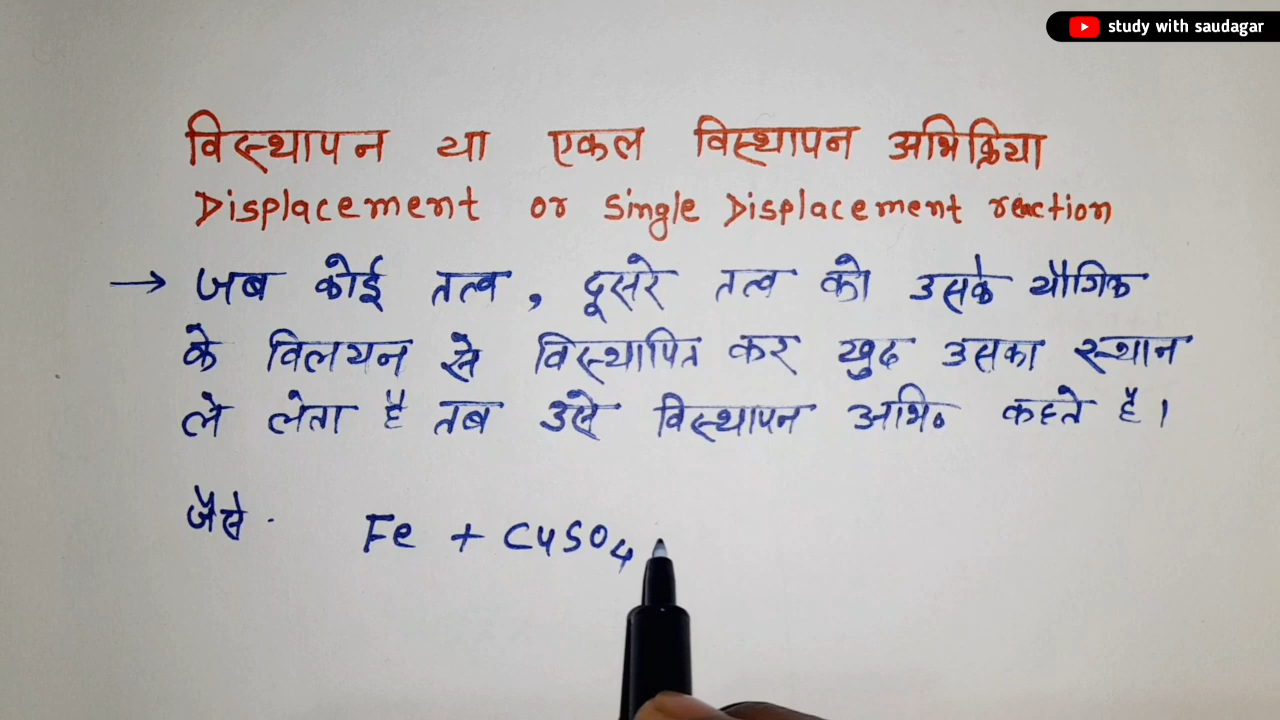 study with saudagar
विस्थापन या एकल विस्थापन अभिक्रिया
Displacement or Single Displacement reaction
→ जब कोई तत्व, दूसरे तत्व को उसके यौगिक
के विलयन से विस्थापित कर खुद उसका स्थान
ले लेता है तब उसे विस्थापन अभि० कहते है।
जैसे - Fe + CuSO4